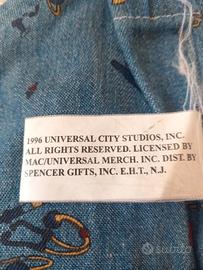 1996 UNIVERSAL CITY STUDIOS, INC.
ALL RIGHTS RESERVED. LICENSED BY
MAC/UNIVERSAL MERCH. INC. DIST. BY
SPENCER GIFTS, INC. E.H.T., N.J.
subito